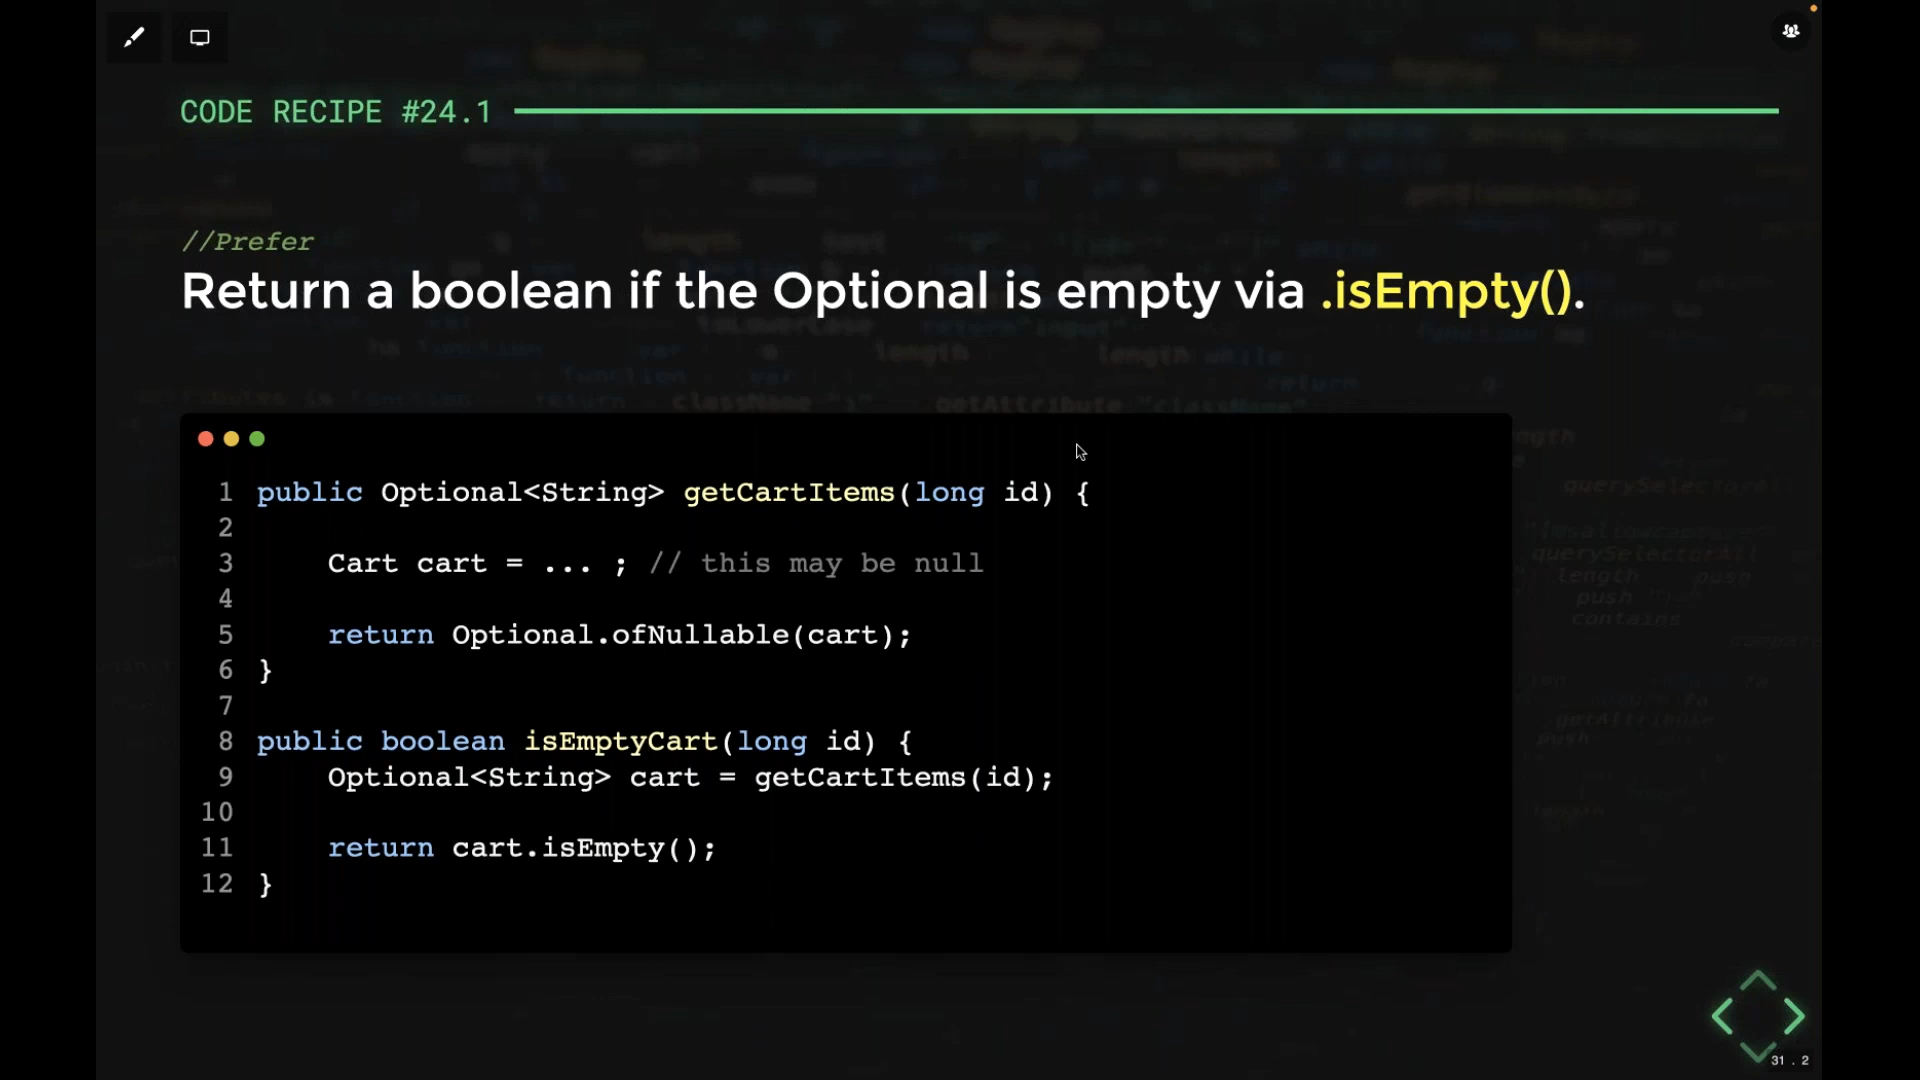 CODE RECIPE #24.1
//Prefer
Return a boolean if the Optional is empty via .isEmpty().
1 public Optional<String> getCartItems(long id) {
2
3     Cart cart = ... ; // this may be null
4
5     return Optional.ofNullable(cart);
6 }
7
8 public boolean isEmptyCart(long id) {
9     Optional<String> cart = getCartItems(id);
10
11     return cart.isEmpty();
12 }
31 . 2